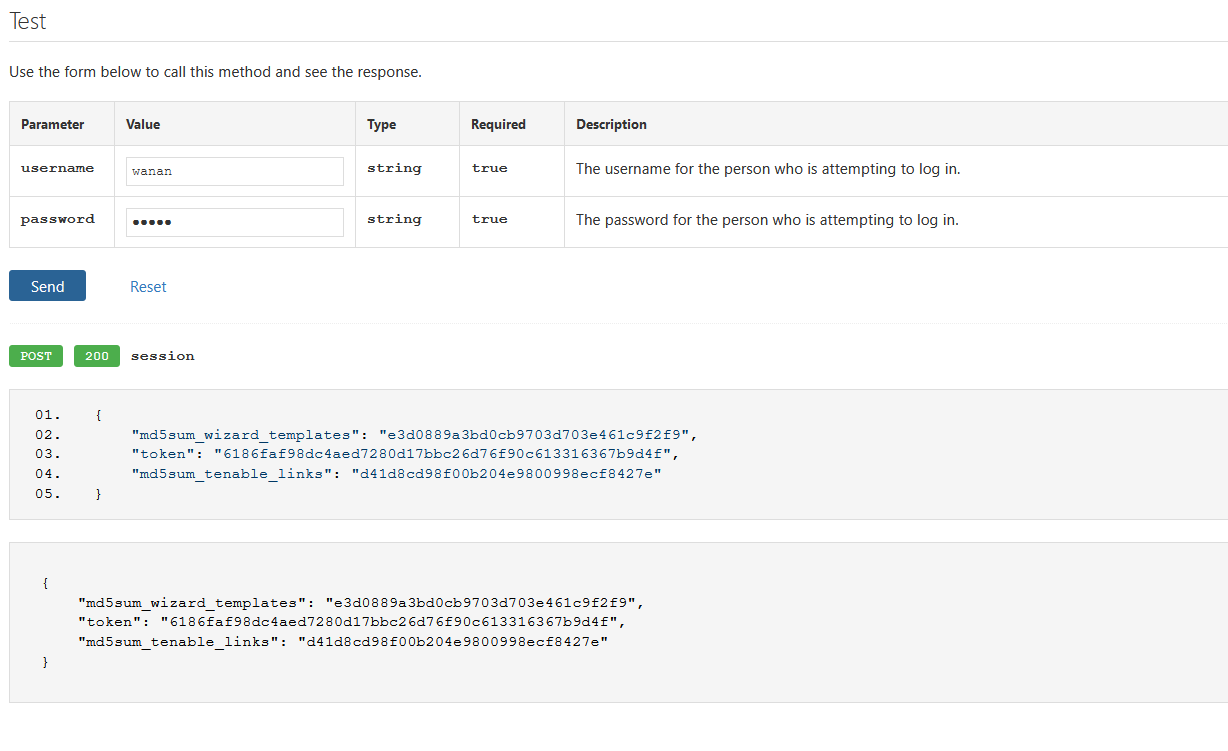 Test
Use the form below to call this method and see the response.
Parameter Value Type Required Description
username wanan string true The username for the person who is attempting to log in.
password ●●●●● string true The password for the person who is attempting to log in.
Send Reset
POST 200 session
01. {
02. "md5sum_wizard_templates": "e3d0889a3bd0cb9703d703e461c9f2f9",
03. "token": "6186faf98dc4aed7280d17bbc26d76f90c613316367b9d4f",
04. "md5sum_tenable_links": "d41d8cd98f00b204e9800998ecf8427e"
05. }
{
"md5sum_wizard_templates": "e3d0889a3bd0cb9703d703e461c9f2f9",
"token": "6186faf98dc4aed7280d17bbc26d76f90c613316367b9d4f",
"md5sum_tenable_links": "d41d8cd98f00b204e9800998ecf8427e"
}